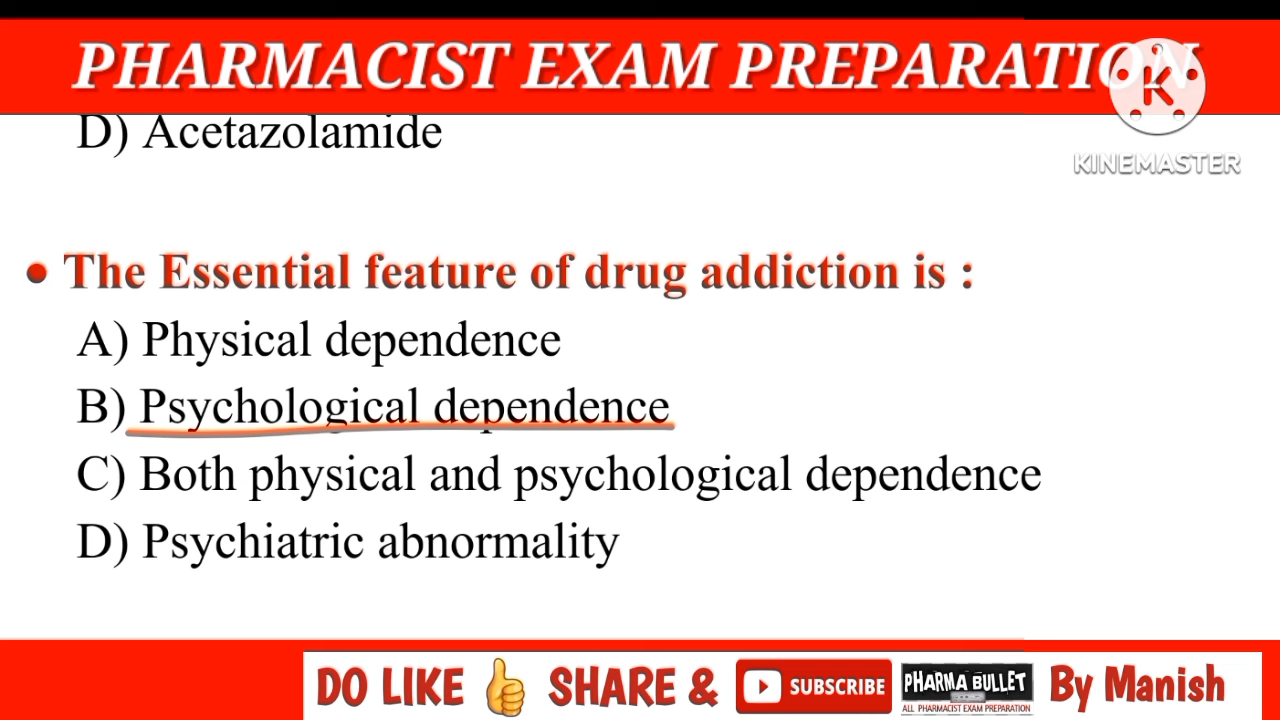 PHARMACIST EXAM PREPARATION
K
KINEMASTER
D) Acetazolamide
• The Essential feature of drug addiction is :
A) Physical dependence
B) Psychological dependence
C) Both physical and psychological dependence
D) Psychiatric abnormality
DO LIKE SHARE & SUBSCRIBE PHARMA BULLET By Manish
ALL PHARMACIST EXAM PREPARATION